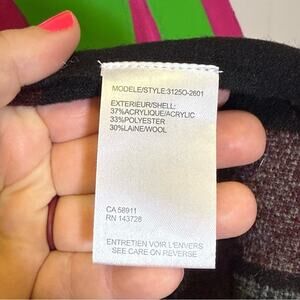 MODELE/STYLE:3125O-2601
EXTERIEUR/SHELL:
37%ACRYLIQUE/ACRYLIC
33%POLYESTER
30%LAINE/WOOL
CA 58911
RN 143728
ENTRETIEN VOIR L'ENVERS
SEE CARE ON REVERSE